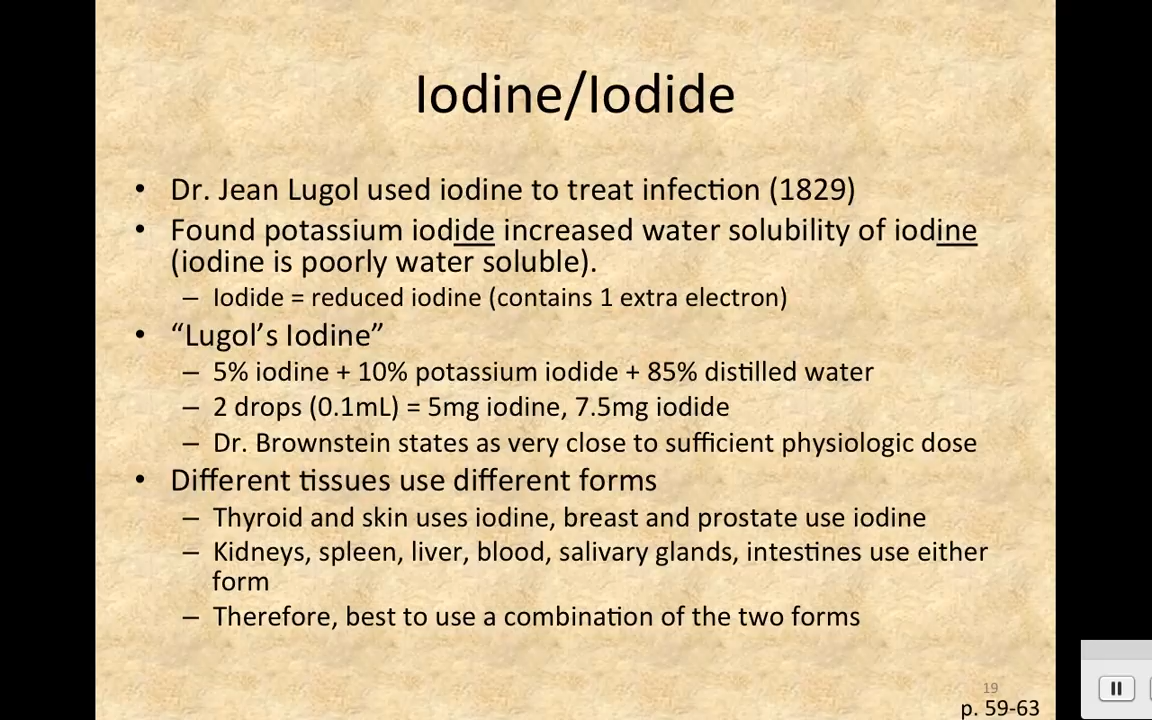 Iodine/Iodide
• Dr. Jean Lugol used iodine to treat infection (1829)
• Found potassium iodide increased water solubility of iodine
(iodine is poorly water soluble).
– Iodide = reduced iodine (contains 1 extra electron)
• “Lugol’s Iodine”
– 5% iodine + 10% potassium iodide + 85% distilled water
– 2 drops (0.1mL) = 5mg iodine, 7.5mg iodide
– Dr. Brownstein states as very close to sufficient physiologic dose
• Different tissues use different forms
– Thyroid and skin uses iodine, breast and prostate use iodine
– Kidneys, spleen, liver, blood, salivary glands, intestines use either
form
– Therefore, best to use a combination of the two forms
19
p. 59-63